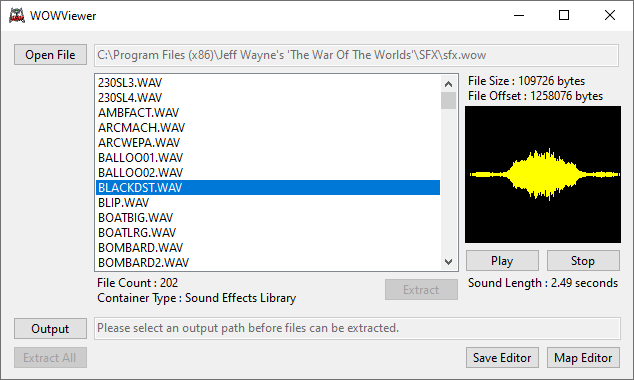 WOWViewer
Open File
C:\Program Files (x86)\Jeff Wayne's 'The War Of The Worlds'\SFX\sfx.wow
230SL3.WAV
230SL4.WAV
AMBFACT.WAV
ARCMACH.WAV
ARCWEPA.WAV
BALLOO01.WAV
BALLOO02.WAV
BLACKDST.WAV
BLIP.WAV
BOATBIG.WAV
BOATLRG.WAV
BOMBARD.WAV
BOMBARD2.WAV
File Size : 109726 bytes
File Offset : 1258076 bytes
Play Stop
File Count : 202
Container Type : Sound Effects Library
Extract
Sound Length : 2.49 seconds
Output
Please select an output path before files can be extracted.
Extract All
Save Editor Map Editor